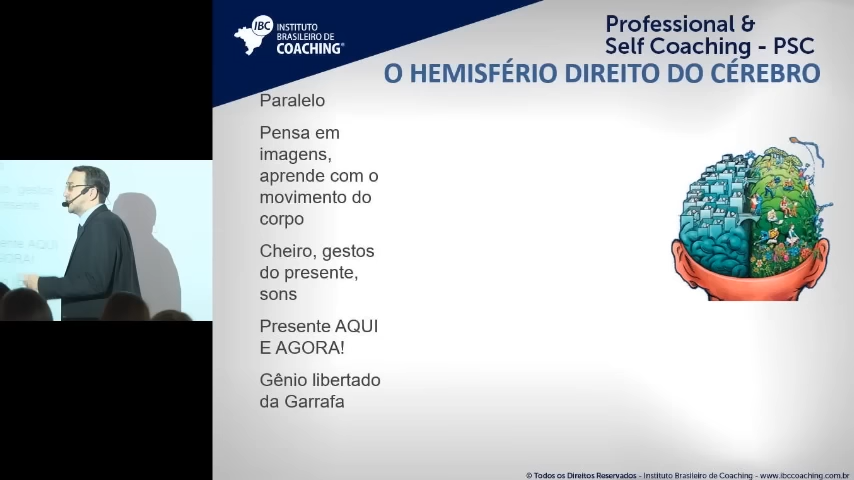 IBC
INSTITUTO
BRASILEIRO DE
COACHING
Professional &
Self Coaching - PSC
O HEMISFÉRIO DIREITO DO CÉREBRO
Paralelo
Pensa em
imagens,
aprende com o
movimento do
corpo
Cheiro, gestos
do presente,
sons
Presente AQUI
E AGORA!
Gênio libertado
da Garrafa
© Todos os Direitos Reservados - Instituto Brasileiro de Coaching - www.ibccoaching.com.br